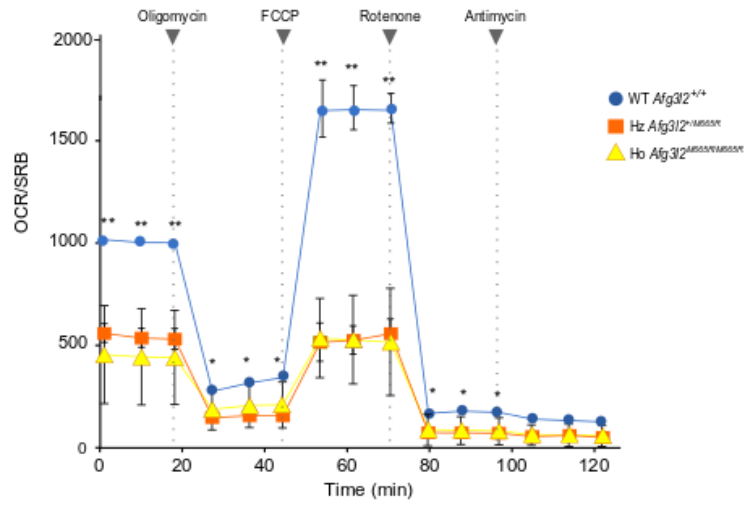 Oligomycin FCCP Rotenone Antimycin
2000
** ** **
1500
WT Afg3l2+/+
Hz Afg3l2+/M665R
Ho Afg3l2M665R/M665R
OCR/SRB
** ** **
1000
500
* * *
* * *
0
0 20 40 60 80 100 120
Time (min)